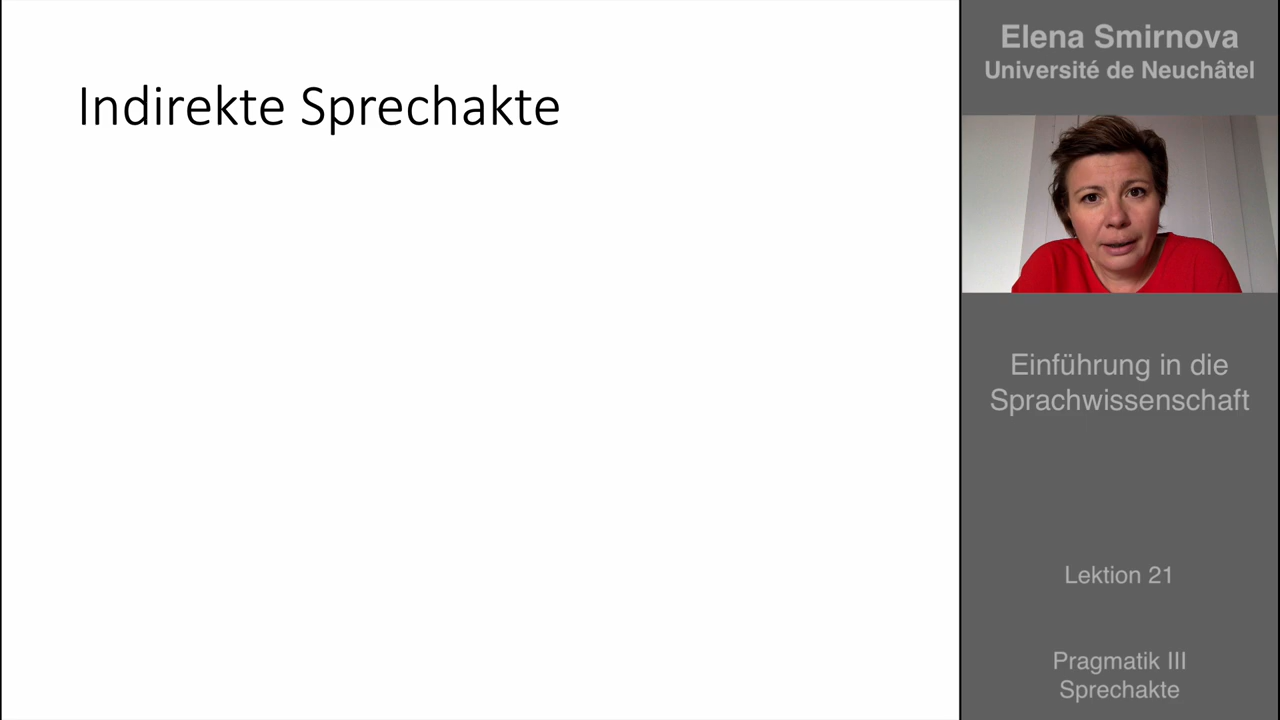 Indirekte Sprechakte
Elena Smirnova
Université de Neuchâtel
Einführung in die
Sprachwissenschaft
Lektion 21
Pragmatik III
Sprechakte